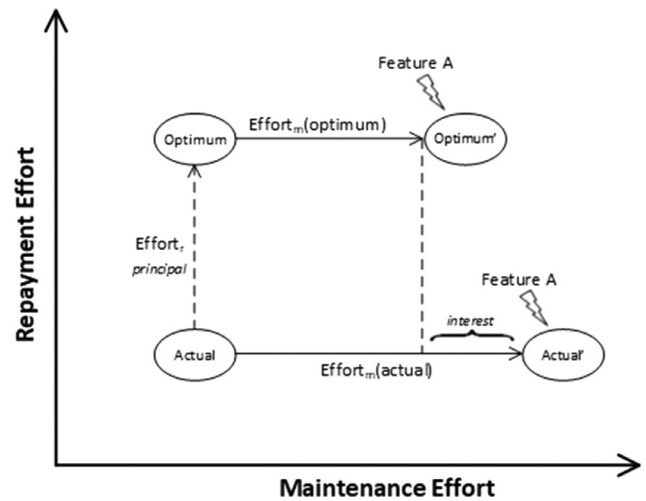 Feature A
Optimum
Effortm(optimum)
Optimum'
Effortr
principal
Feature A
interest
Actual
Effortm(actual)
Actual'
Repayment Effort
Maintenance Effort